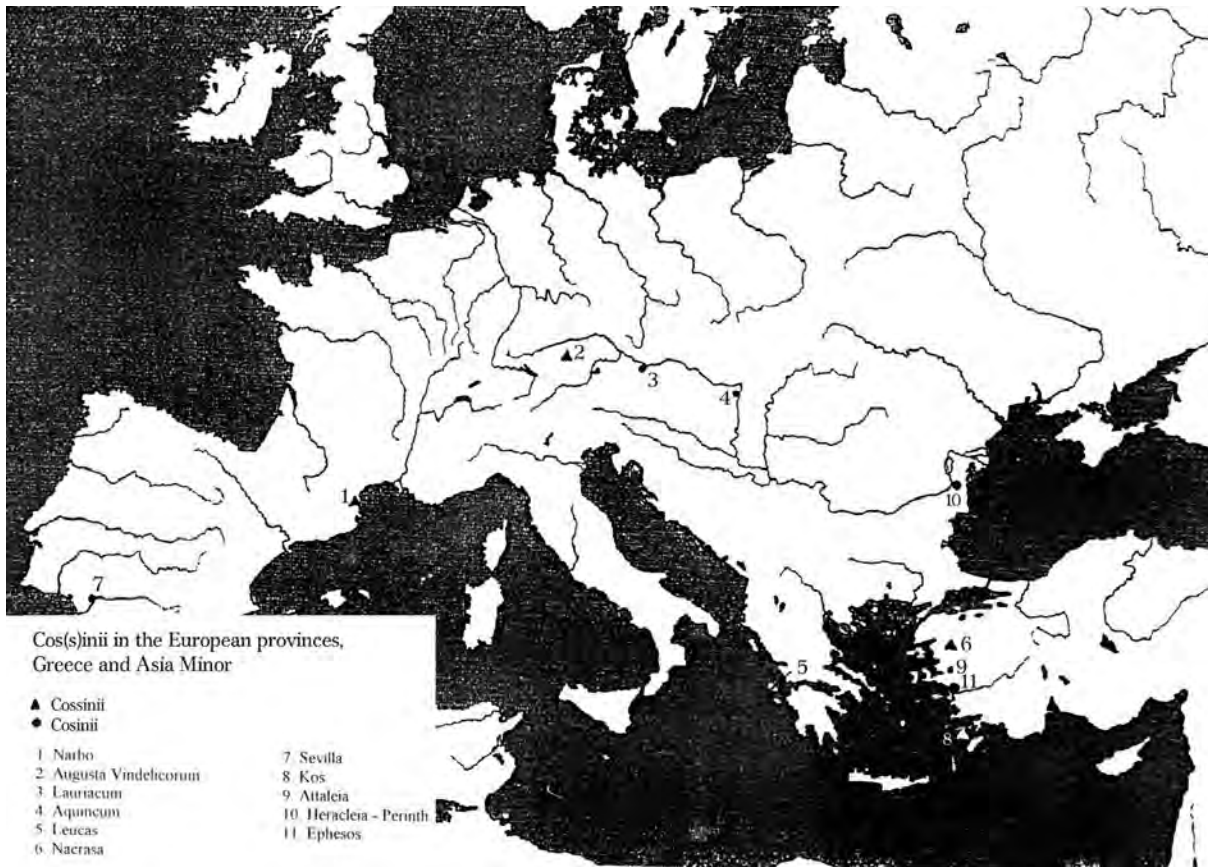 2
3
4
1
10
7
6
9
11
5
8
Cos(s)inii in the European provinces,
Greece and Asia Minor
Cossinii
Cosinii
1 Narbo
2 Augusta Vindelicorum
3 Lauriacum
4 Aquincum
5 Leucas
6 Nacrasa
7 Sevilla
8 Kos
9 Attaleia
10 Heracleia - Perinth
11 Ephesos